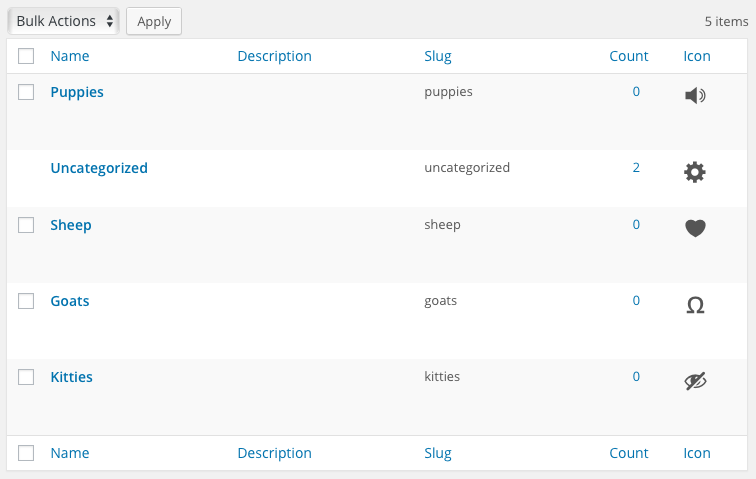 Bulk Actions Apply 5 items
Name Description Slug Count Icon
Puppies puppies 0
Uncategorized uncategorized 2
Sheep sheep 0
Goats goats 0 Ω
Kitties kitties 0
Name Description Slug Count Icon